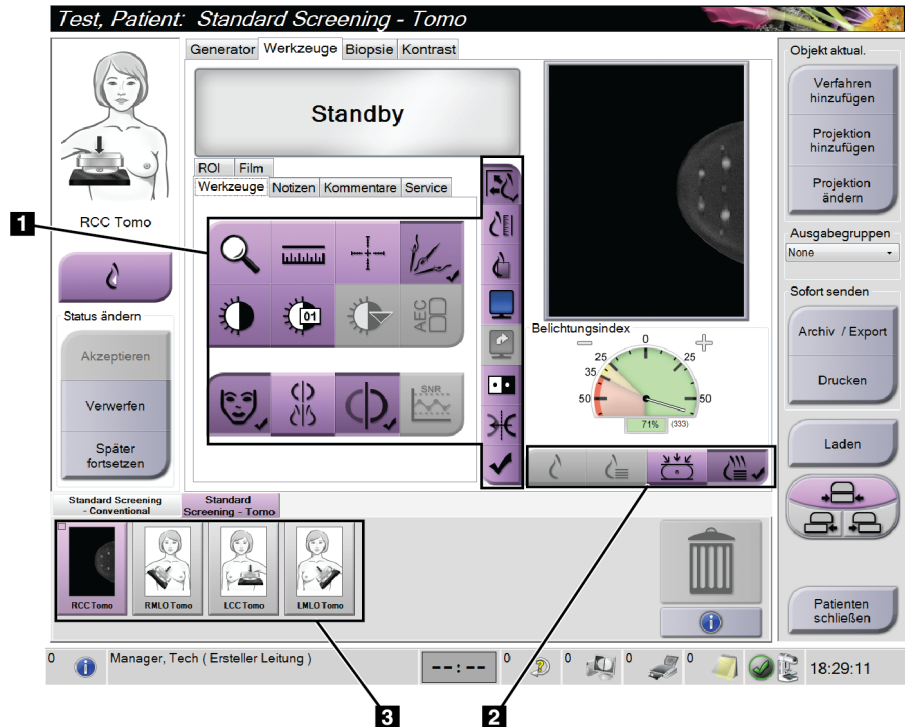 Test, Patient: Standard Screening - Tomo
Generator Werkzeuge Biopsie Kontrast
Standby
ROI Film
Werkzeuge Notizen Kommentare Service
RCC Tomo
Status ändern
Akzeptieren
Verwerfen
Später
fortsetzen
1
01
AEC
SNR
Belichtungsindex
0
25 25
35
50 50
71% (333)
Objekt aktual.
Verfahren
hinzufügen
Projektion
hinzufügen
Projektion
ändern
Ausgabegruppen
None
Sofort senden
Archiv / Export
Drucken
Laden
Patienten
schließen
Standard Screening
- Conventional
Standard
Screening - Tomo
RCC Tomo
RMLO Tomo
LCC Tomo
LMLO Tomo
0 Manager, Tech ( Ersteller Leitung ) --:-- 0 0 0 0 18:29:11
3 2